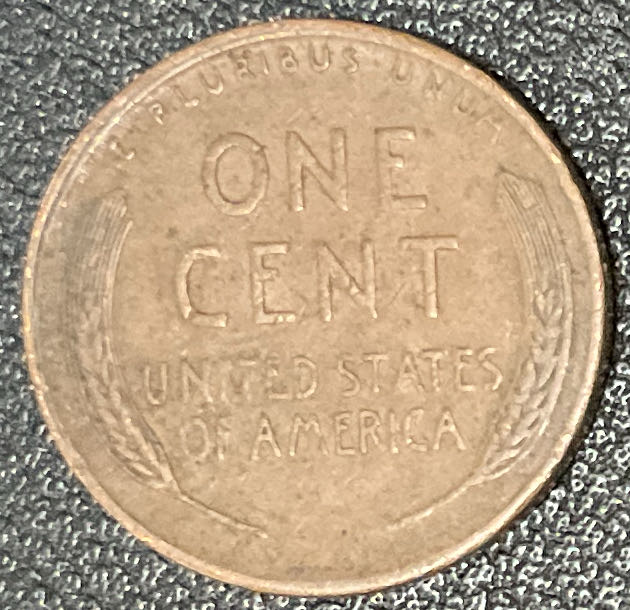 E PLURIBUS UNUM
ONE
CENT
UNITED STATES
OF AMERICA